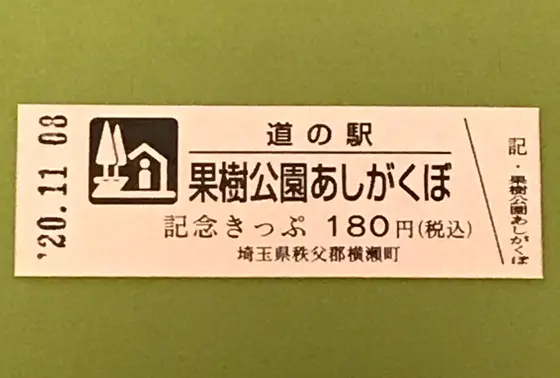 '20.11 08
道の駅
果樹公園あしがくぼ
記念きっぷ 180円(税込)
埼玉県秩父郡横瀬町
記・果樹公園あしがくぼ